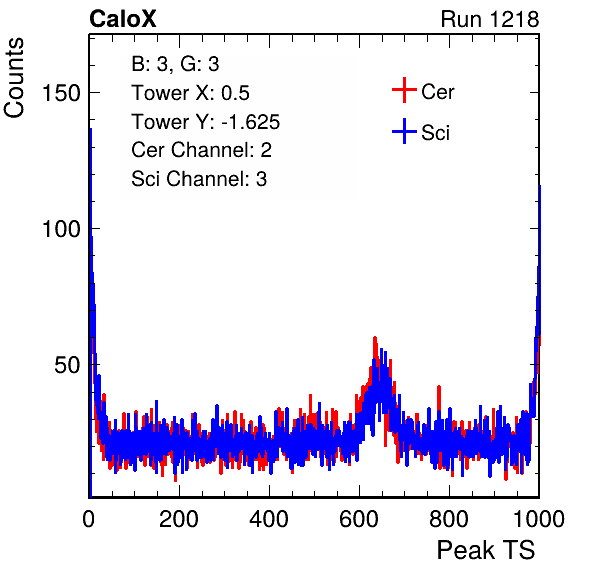 CaloX
Run 1218
Counts
B: 3, G: 3
Tower X: 0.5
Tower Y: -1.625
Cer Channel: 2
Sci Channel: 3
Cer
Sci
150
100
50
0
200
400
600
800
1000
Peak TS